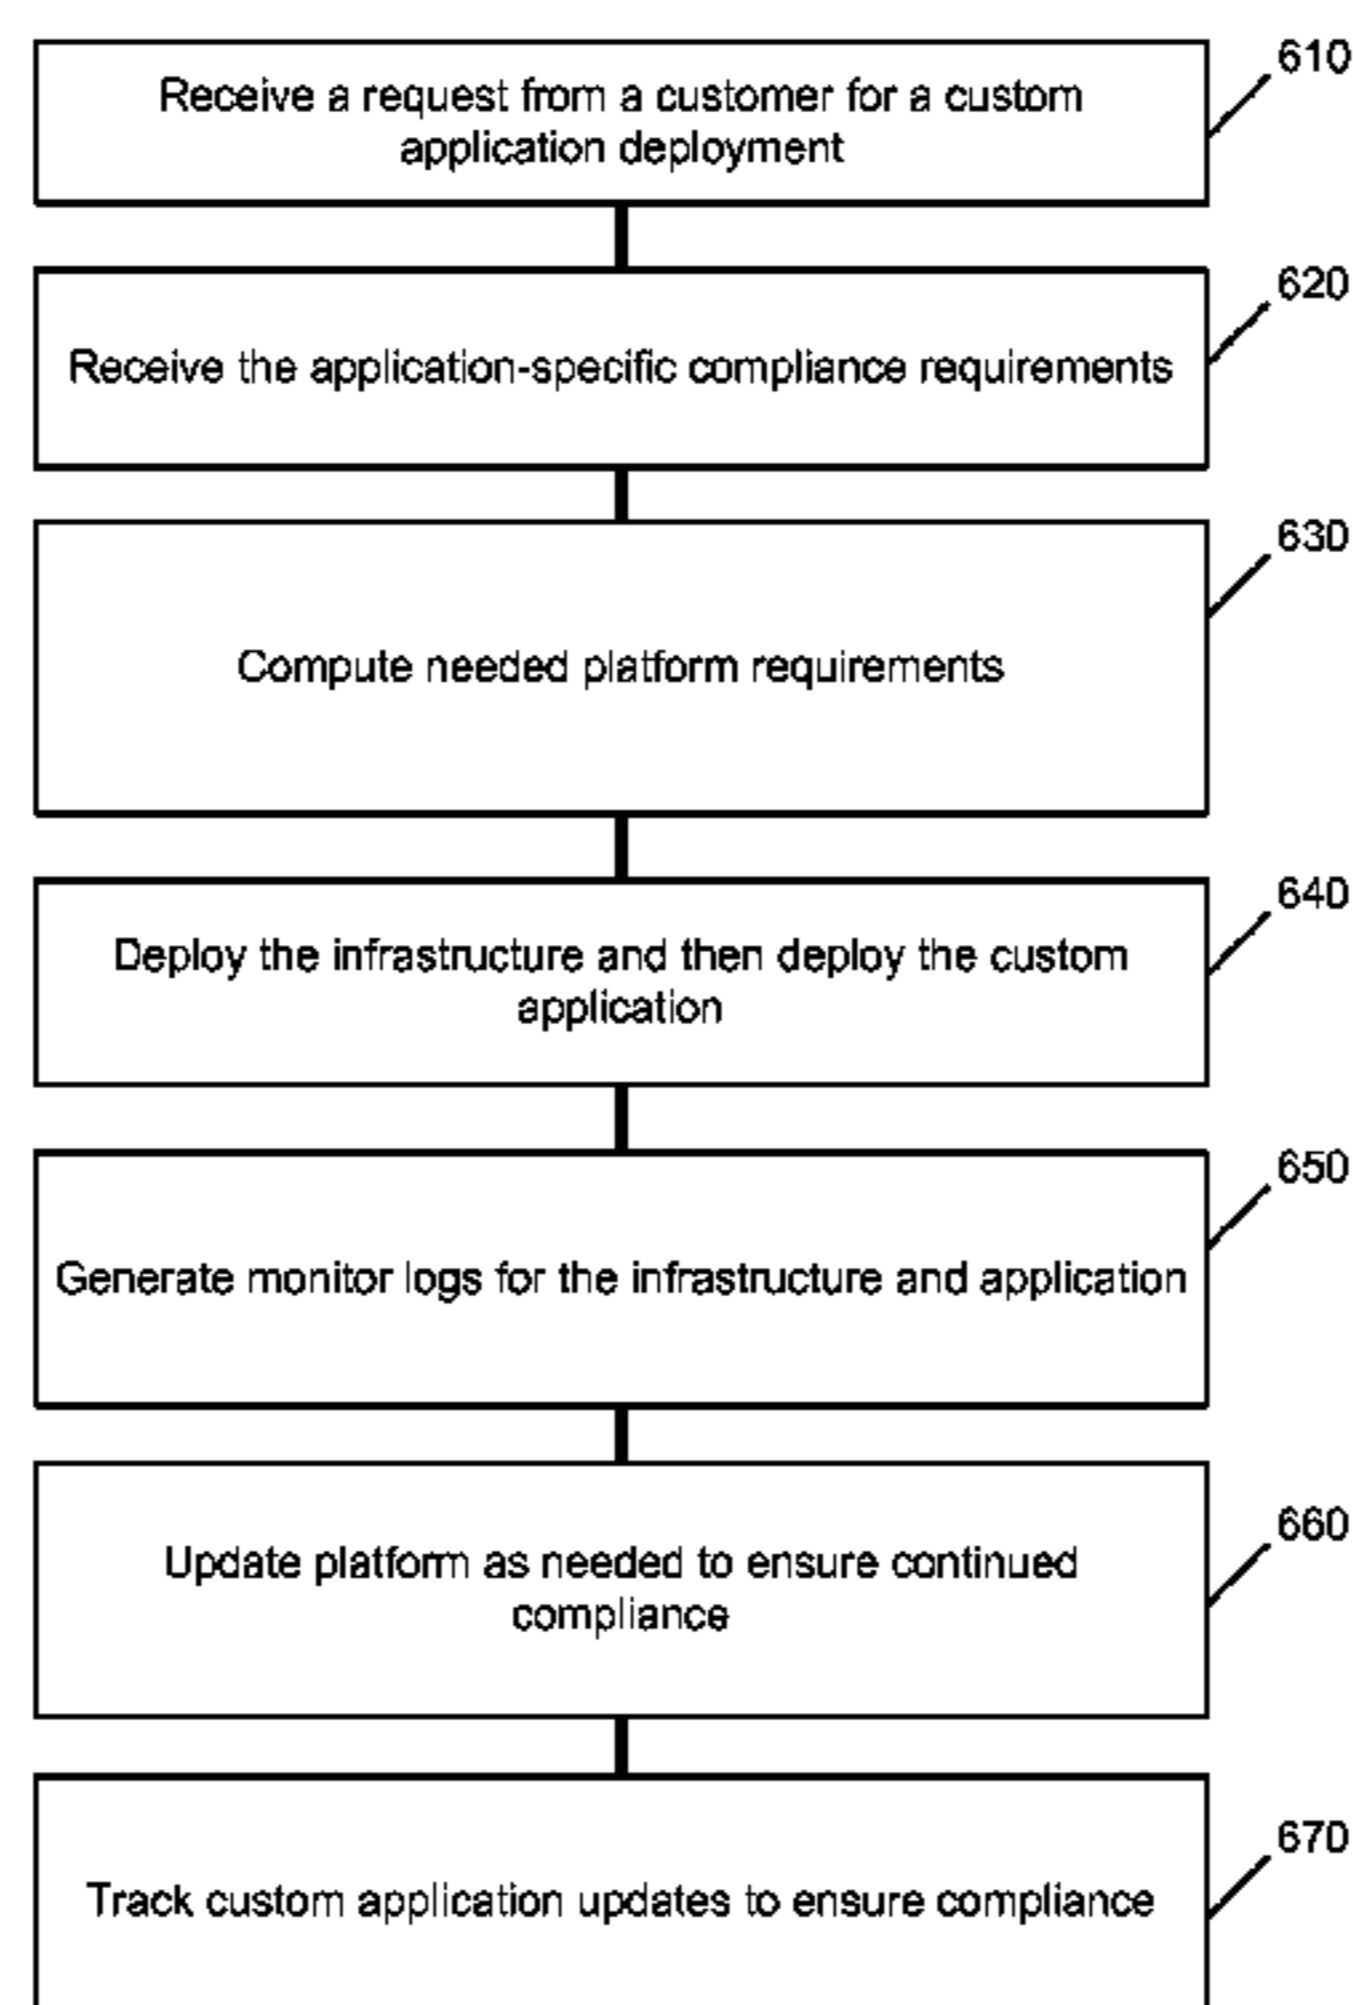 610
Receive a request from a customer for a custom
application deployment
620
Receive the application-specific compliance requirements
630
Compute needed platform requirements
640
Deploy the infrastructure and then deploy the custom
application
650
Generate monitor logs for the infrastructure and application
660
Update platform as needed to ensure continued
compliance
670
Track custom application updates to ensure compliance